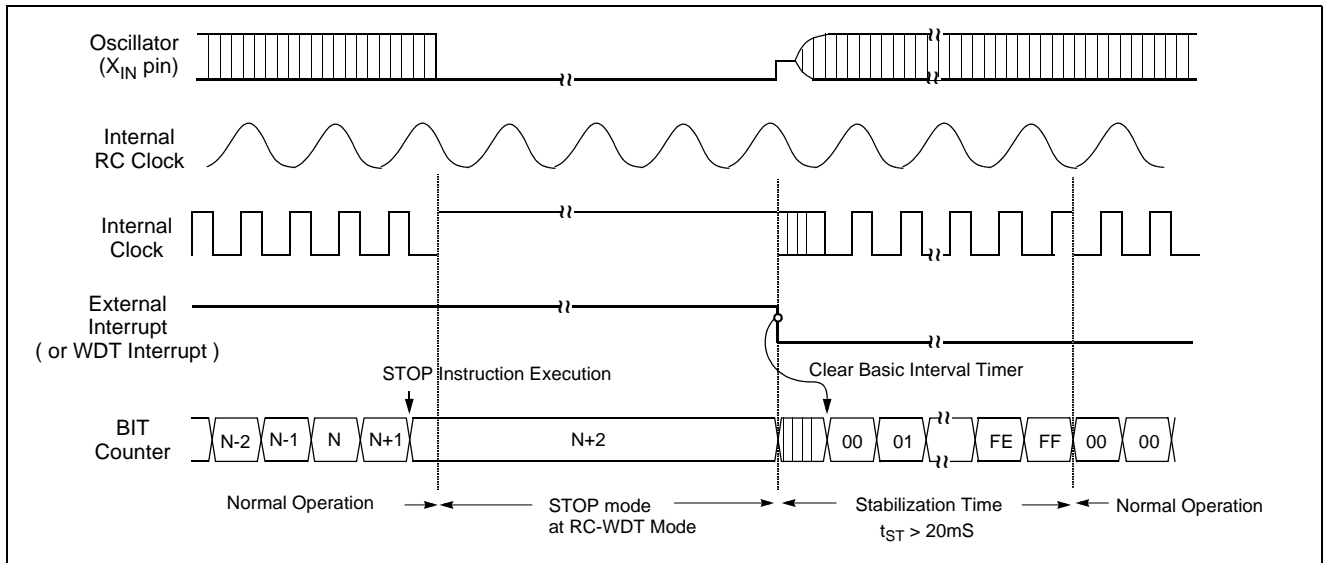 Oscillator
(XIN pin)
Internal
RC Clock
Internal
Clock
External
Interrupt
( or WDT Interrupt )
STOP Instruction Execution
Clear Basic Interval Timer
BIT
Counter
N-2 N-1 N N+1 N+2 00 01 FE FF 00 00
Normal Operation
STOP mode
at RC-WDT Mode
Stabilization Time
tST > 20mS
Normal Operation